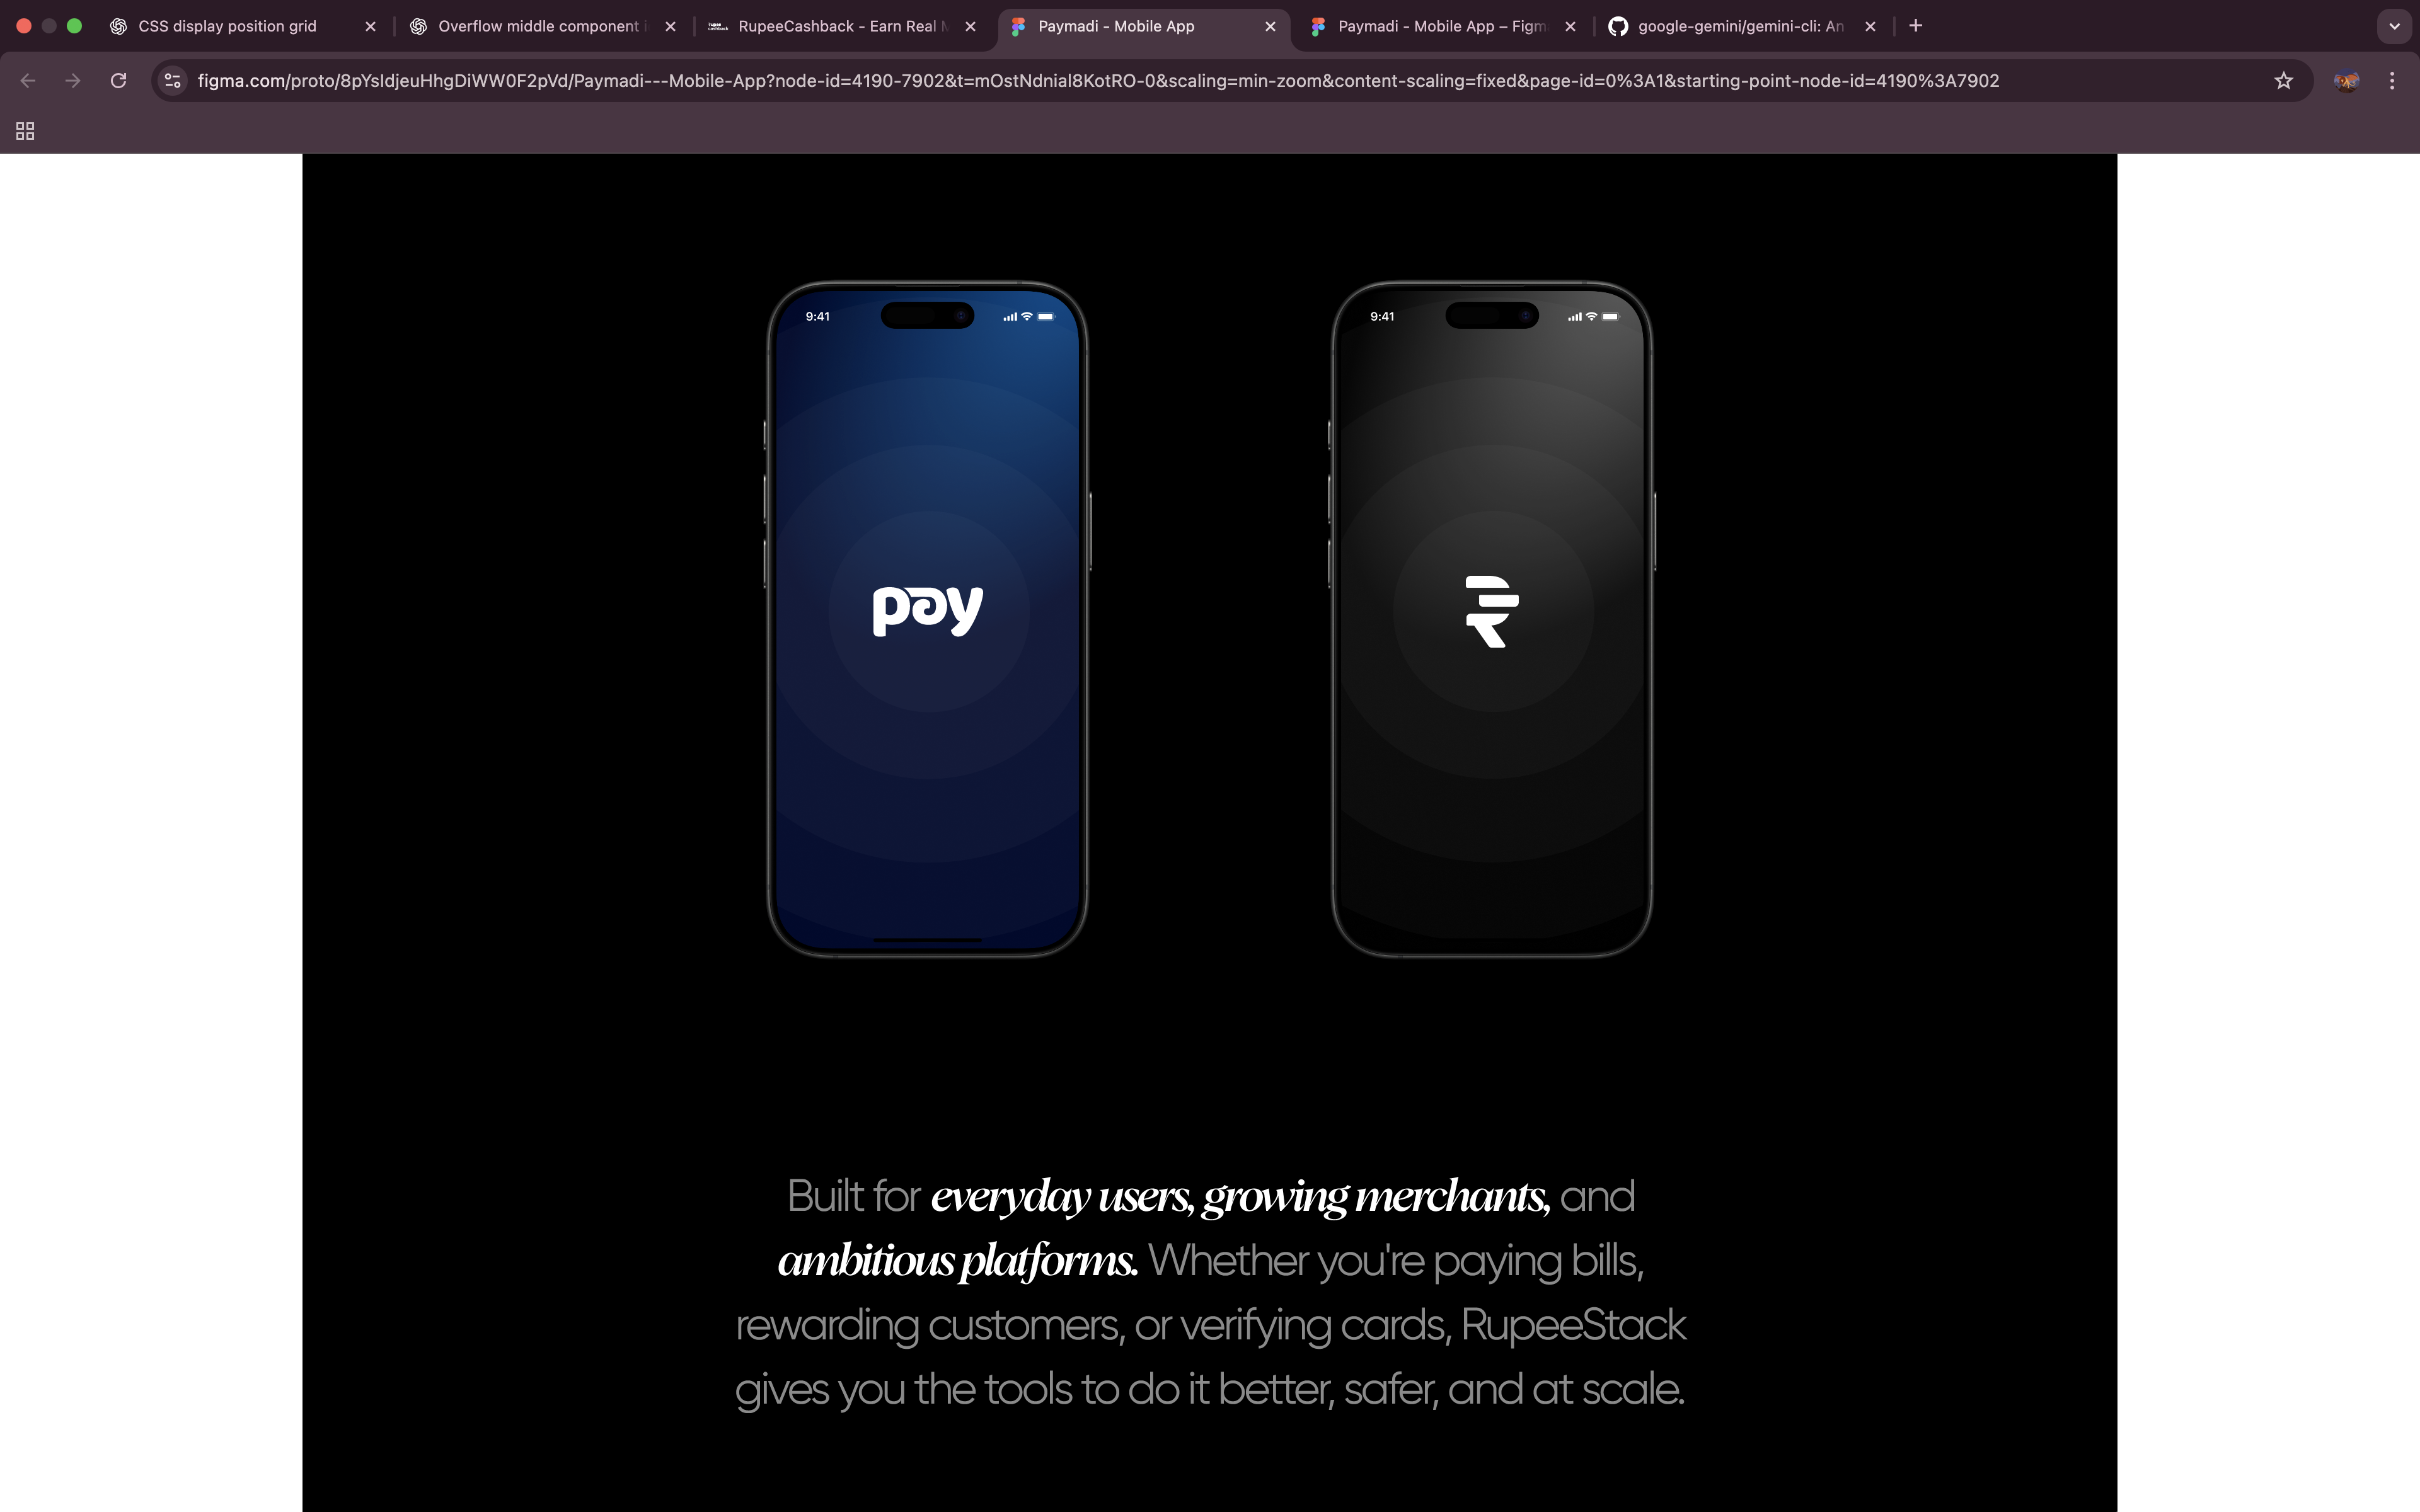 CSS display position grid
Overflow middle component i
RupeeCashback - Earn Real M
Paymadi - Mobile App
Paymadi - Mobile App – Figm
google-gemini/gemini-cli: An
figma.com/proto/8pYsIdjeuHhgDiWW0F2pVd/Paymadi---Mobile-App?node-id=4190-7902&t=mOstNdnial8KotRO-0&scaling=min-zoom&content-scaling=fixed&page-id=0%3A1&starting-point-node-id=4190%3A7902
9:41
9:41
pay
Built for everyday users, growing merchants, and
ambitious platforms. Whether you're paying bills,
rewarding customers, or verifying cards, RupeeStack
gives you the tools to do it better, safer, and at scale.